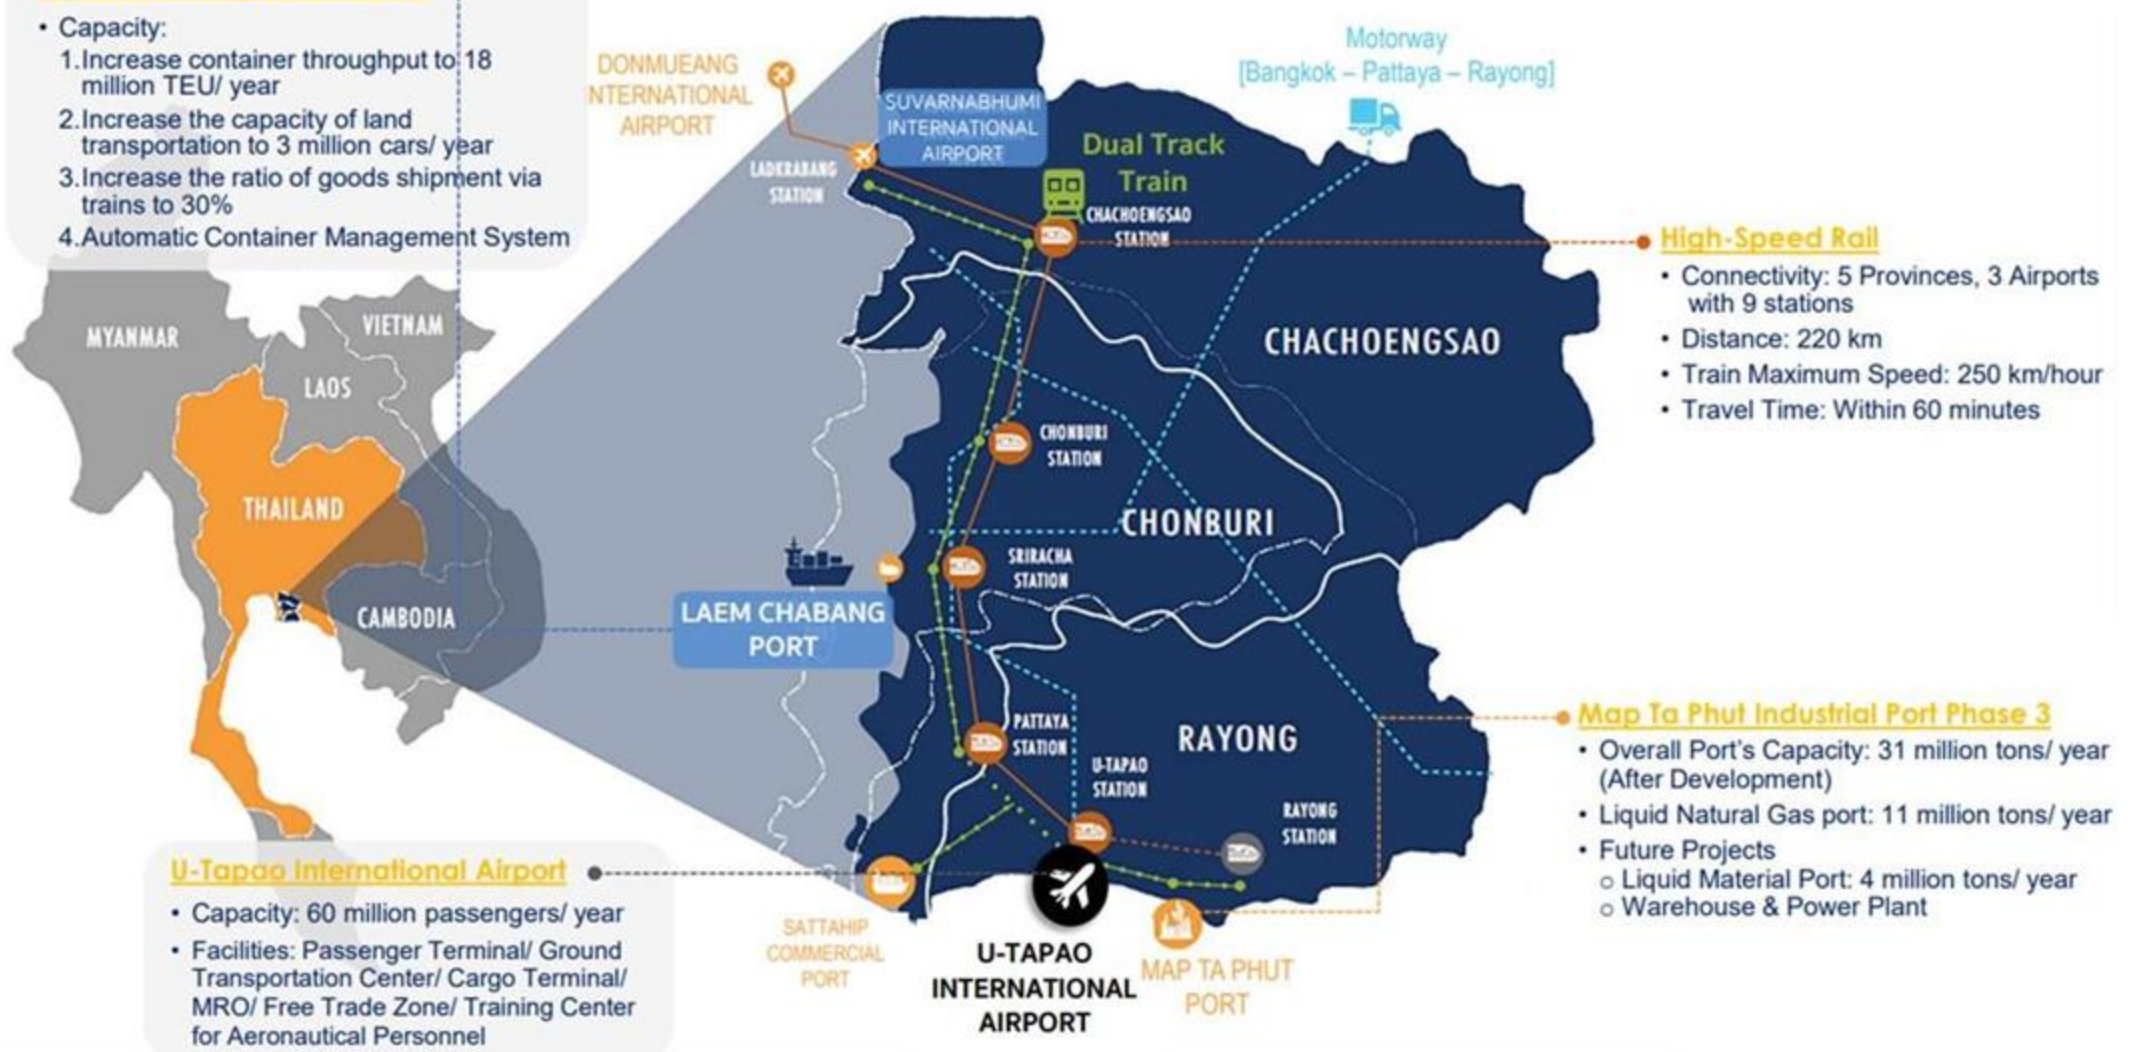 • Capacity:
1.Increase container throughput to 18
million TEU/ year
2.Increase the capacity of land
transportation to 3 million cars/ year
3.Increase the ratio of goods shipment via
trains to 30%
4.Automatic Container Management System
DONMUEANG
NTERNATIONAL
AIRPORT
SUVARNABHUMI
INTERNATIONAL
AIRPORT
LADKRABANG
STATION
Dual Track
Train
CHACHOENGSAO
STATION
Motorway
[Bangkok – Pattaya – Rayong]
High-Speed Rail
• Connectivity: 5 Provinces, 3 Airports
with 9 stations
• Distance: 220 km
• Train Maximum Speed: 250 km/hour
• Travel Time: Within 60 minutes
MYANMAR
VIETNAM
LAOS
THAILAND
CAMBODIA
CHACHOENGSAO
CHONBURI
STATION
CHONBURI
SRIRACHA
STATION
LAEM CHABANG
PORT
PATTAYA
STATION
RAYONG
U-TAPAO
STATION
RAYONG
STATION
Map Ta Phut Industrial Port Phase 3
• Overall Port's Capacity: 31 million tons/ year
(After Development)
• Liquid Natural Gas port: 11 million tons/ year
• Future Projects
o Liquid Material Port: 4 million tons/ year
o Warehouse & Power Plant
U-Tapao International Airport
• Capacity: 60 million passengers/ year
• Facilities: Passenger Terminal/ Ground
Transportation Center/ Cargo Terminal/
MRO/ Free Trade Zone/ Training Center
for Aeronautical Personnel
SATTAHIP
COMMERCIAL
PORT
U-TAPAO
INTERNATIONAL
AIRPORT
MAP TA PHUT
PORT